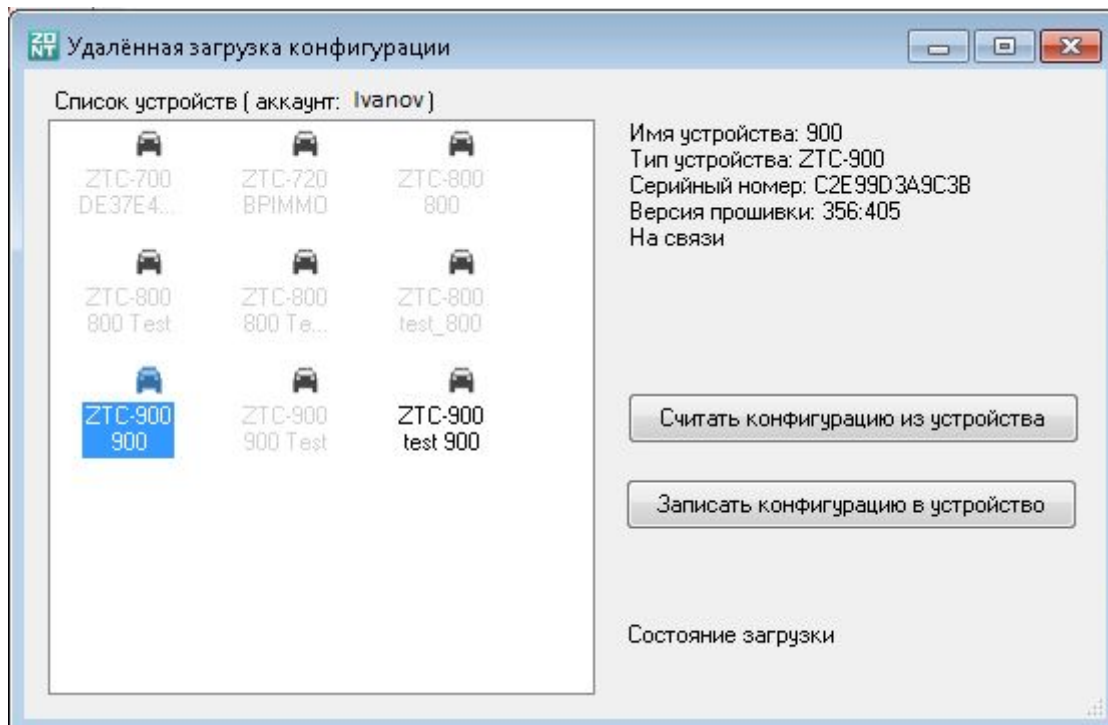 ZONT Удалённая загрузка конфигурации
Список устройств ( аккаунт: Ivanov )
ZTC-700
DE37E4...
ZTC-720
BPIMMO
ZTC-800
800
ZTC-800
800 Test
ZTC-800
800 Te...
ZTC-800
test_800
ZTC-900
900
ZTC-900
900 Test
ZTC-900
test 900
Имя устройства: 900
Тип устройства: ZTC-900
Серийный номер: C2E99D3A9C3B
Версия прошивки: 356:405
На связи
Считать конфигурацию из устройства
Записать конфигурацию в устройство
Состояние загрузки